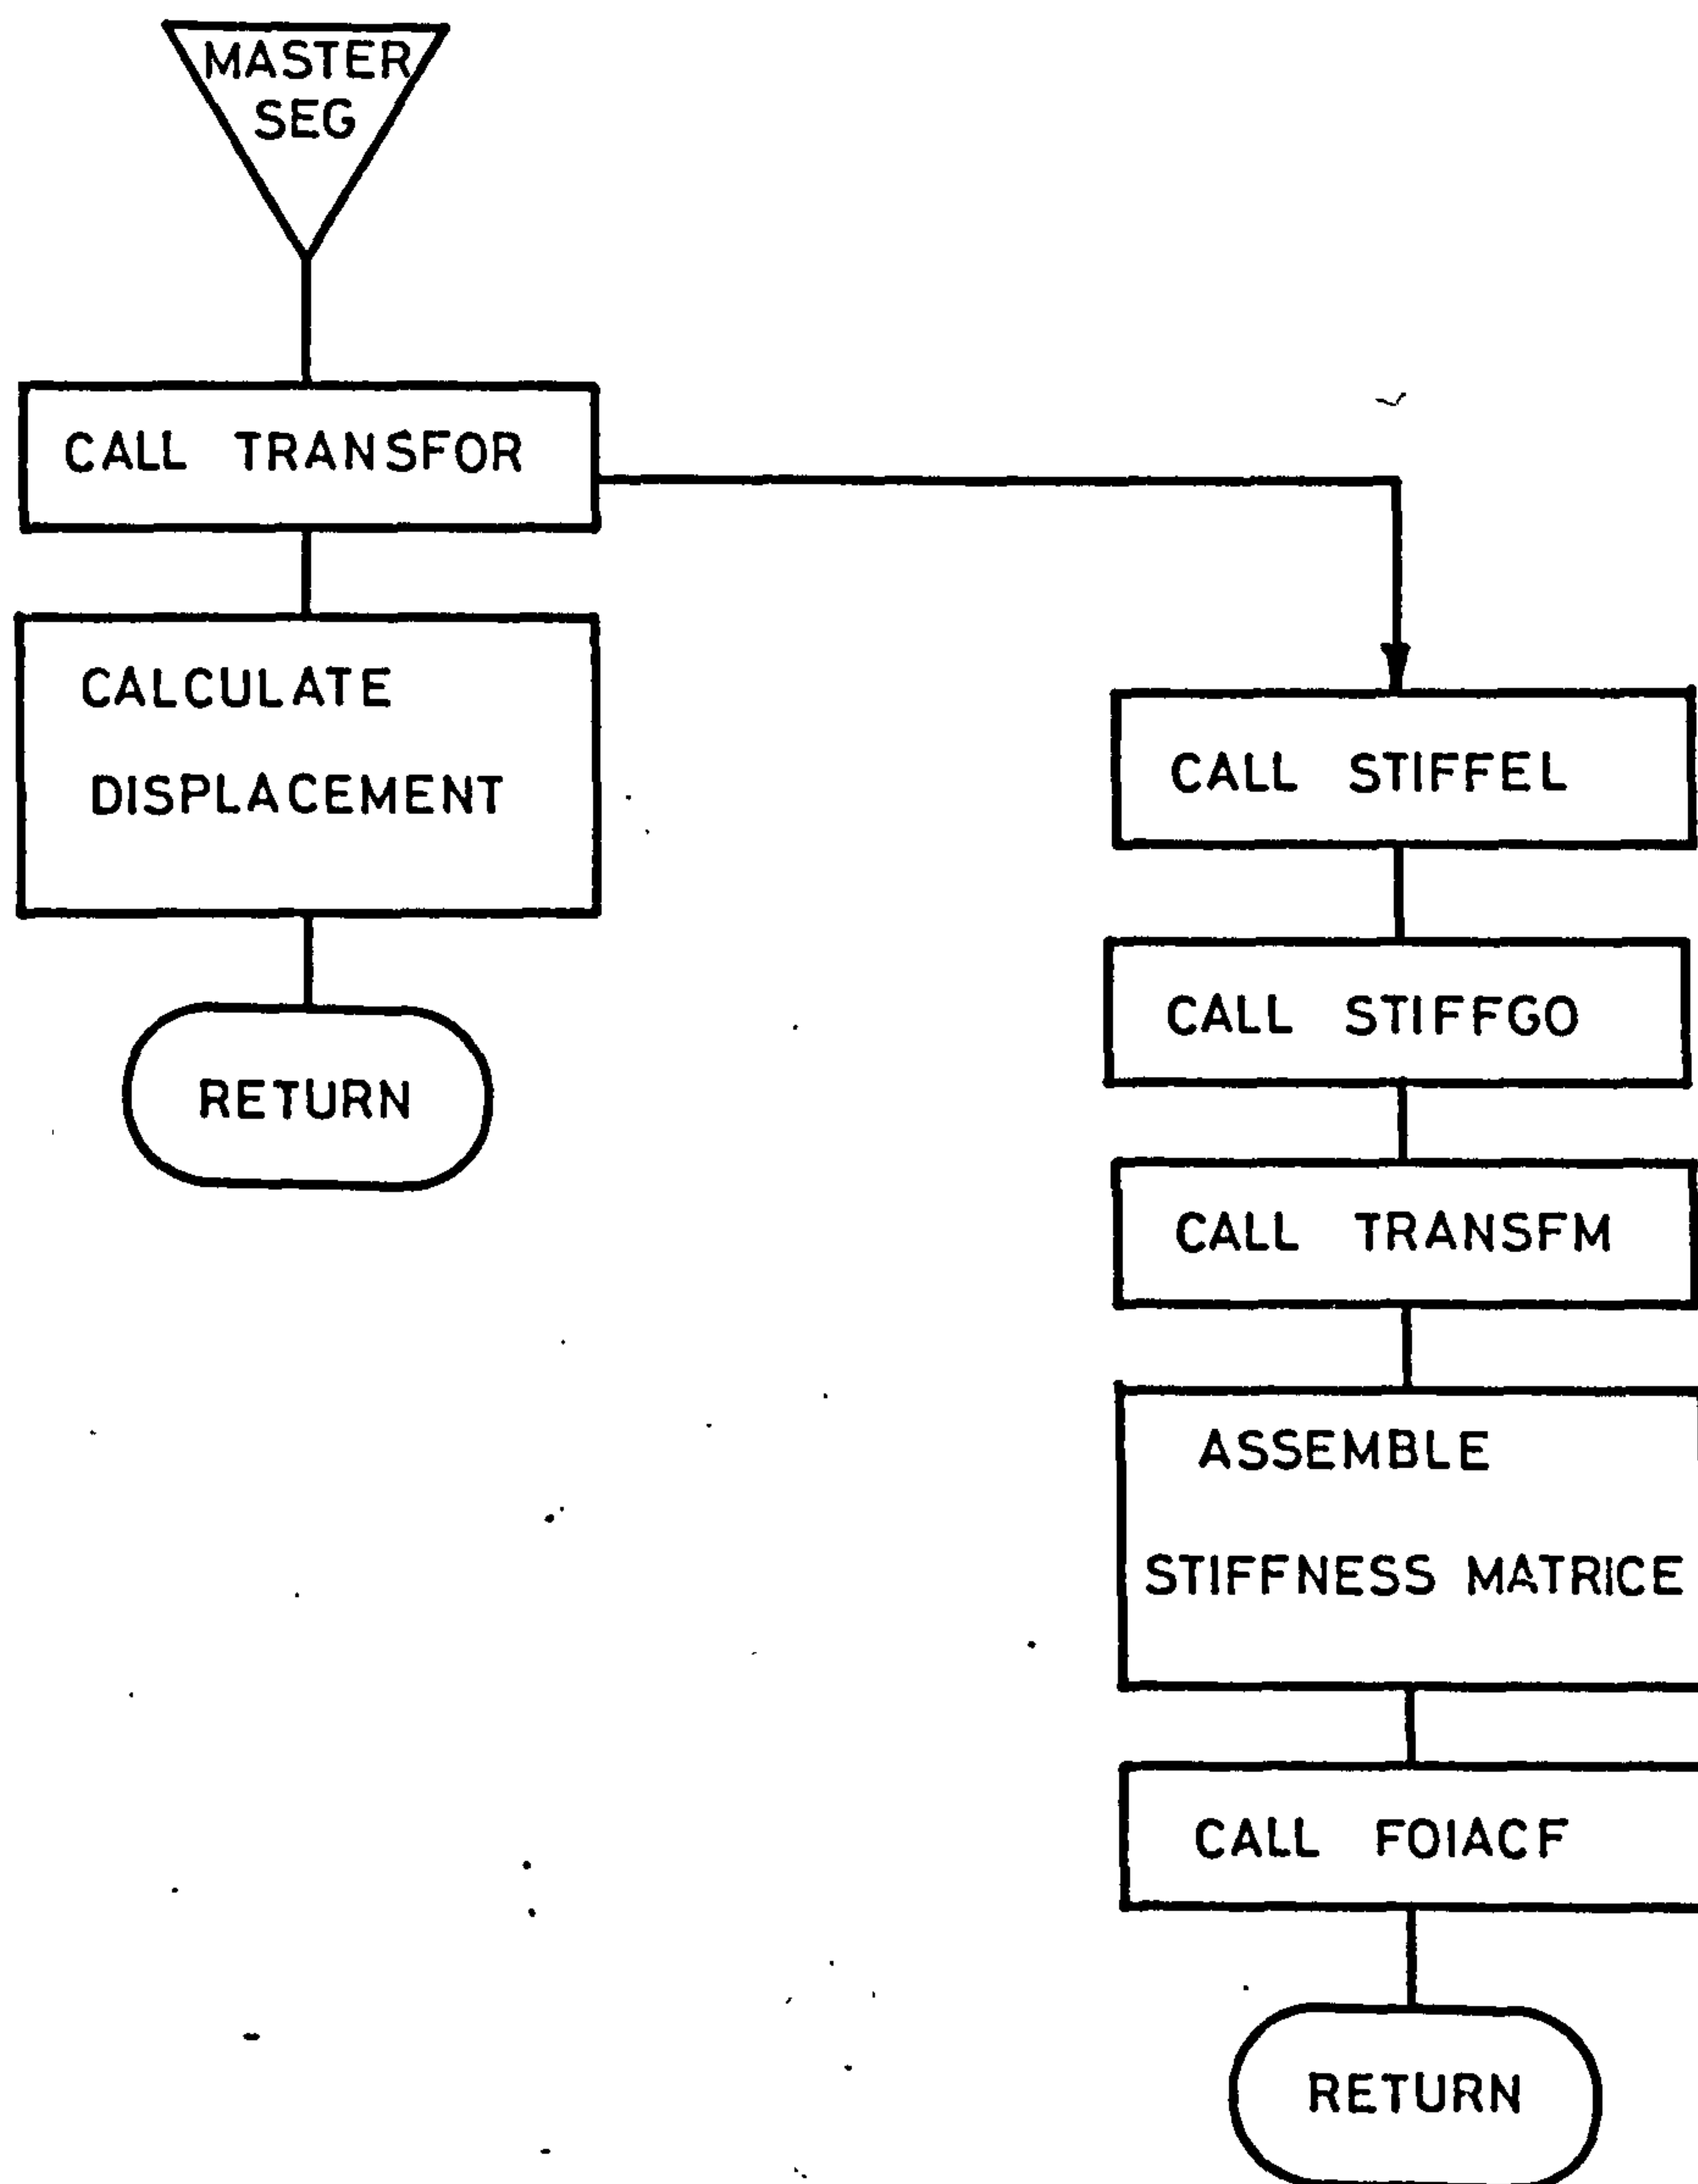 MASTER
SEG
CALL TRANSFOR
CALCULATE
DISPLACEMENT
RETURN
CALL STIFFEL
CALL STIFFGO
CALL TRANSFM
ASSEMBLE
STIFFNESS MATRICE
CALL FOIACF
RETURN